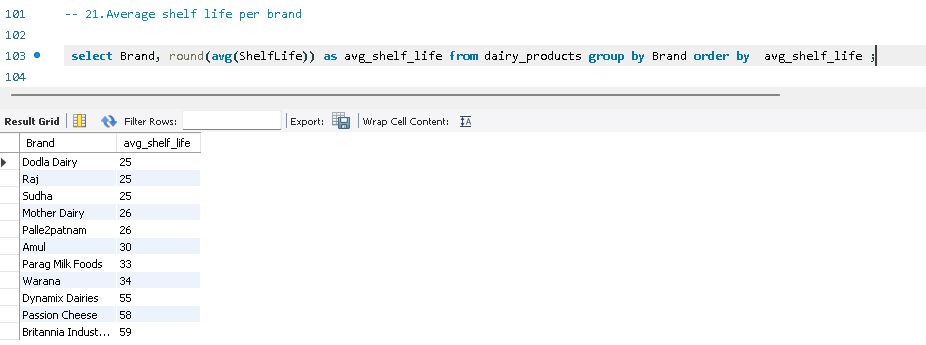 101 -- 21.Average shelf life per brand
102
103 select Brand, round(avg(ShelfLife)) as avg_shelf_life from dairy_products group by Brand order by  avg_shelf_life ;
104
Result Grid Filter Rows: Export: Wrap Cell Content:
Brand avg_shelf_life
Dodla Dairy 25
Raj 25
Sudha 25
Mother Dairy 26
Palle2patnam 26
Amul 30
Parag Milk Foods 33
Warana 34
Dynamix Dairies 55
Passion Cheese 58
Britannia Indust... 59